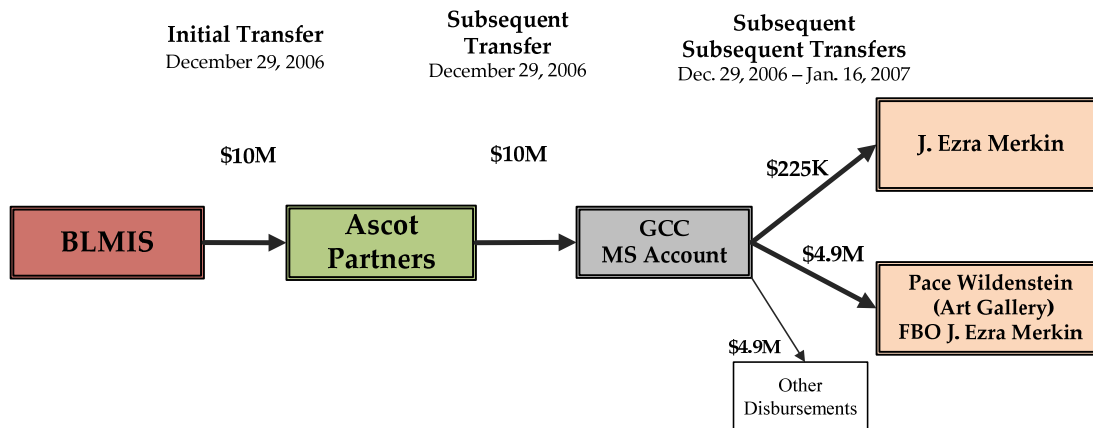 Initial Transfer
December 29, 2006
Subsequent
Transfer
December 29, 2006
Subsequent
Subsequent Transfers
Dec. 29, 2006 – Jan. 16, 2007
$10M
$10M
$225K
$4.9M
$4.9M
BLMIS
Ascot
Partners
GCC
MS Account
J. Ezra Merkin
Pace Wildenstein
(Art Gallery)
FBO J. Ezra Merkin
Other
Disbursements